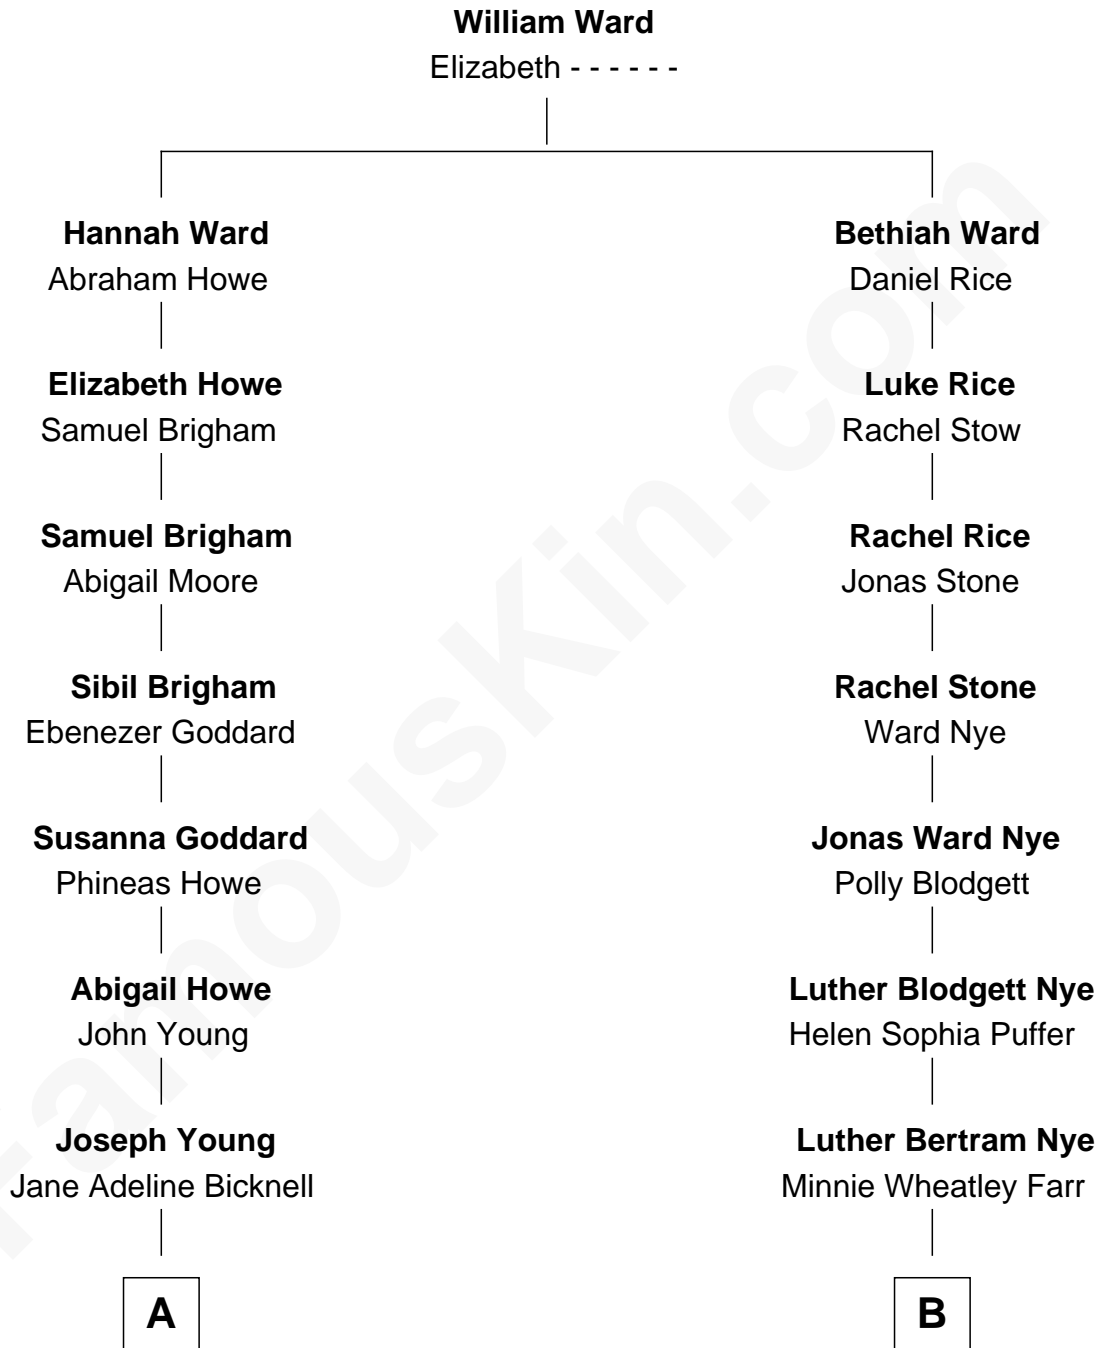 William Ward
Elizabeth - - - - - -
Hannah Ward
Abraham Howe
Bethiah Ward
Daniel Rice
Elizabeth Howe
Samuel Brigham
Luke Rice
Rachel Stow
Samuel Brigham
Abigail Moore
Rachel Rice
Jonas Stone
Sibil Brigham
Ebenezer Goddard
Rachel Stone
Ward Nye
Susanna Goddard
Phineas Howe
Jonas Ward Nye
Polly Blodgett
Abigail Howe
John Young
Luther Blodgett Nye
Helen Sophia Puffer
Joseph Young
Jane Adeline Bicknell
Luther Bertram Nye
Minnie Wheatley Farr
A
B
FamousKin.com